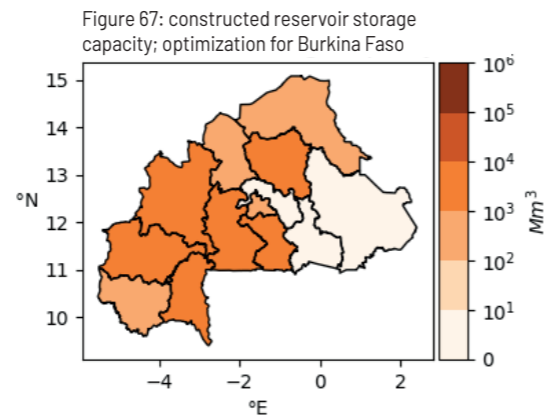 Figure 67: constructed reservoir storage
capacity; optimization for Burkina Faso
15
14
13
12
11
10
°N
−4 −2 0 2
°E
10⁶
10⁵
10⁴
10³
10²
10¹
0
Mm³